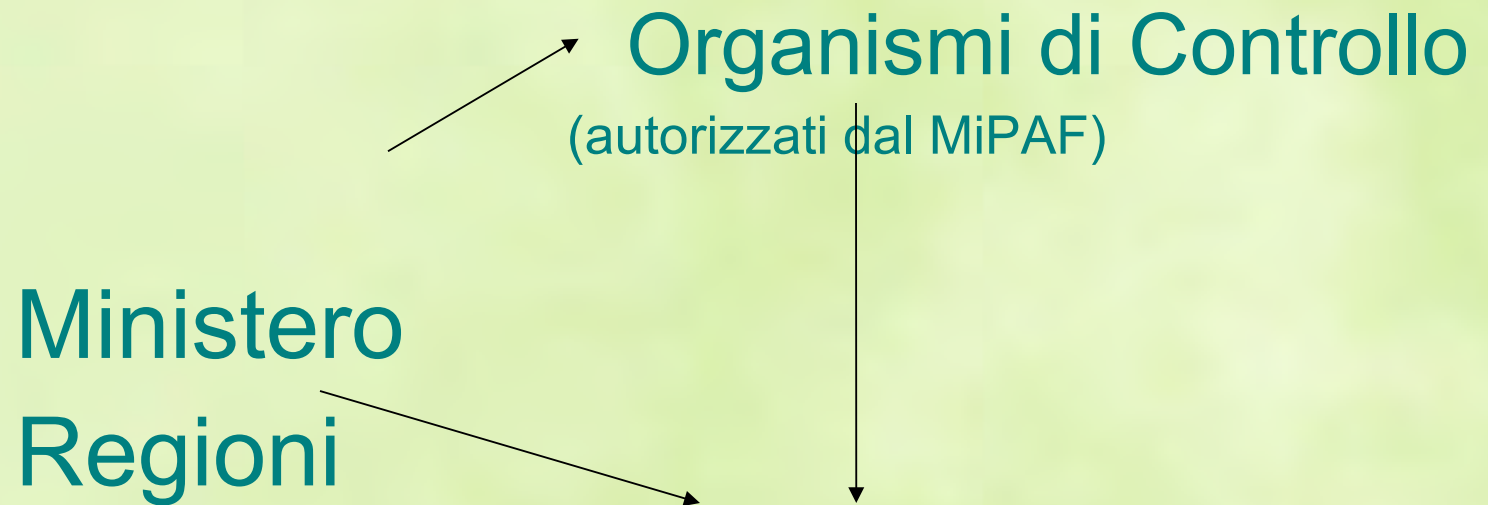 Organismi di Controllo
(autorizzati dal MiPAF)
Ministero
Regioni